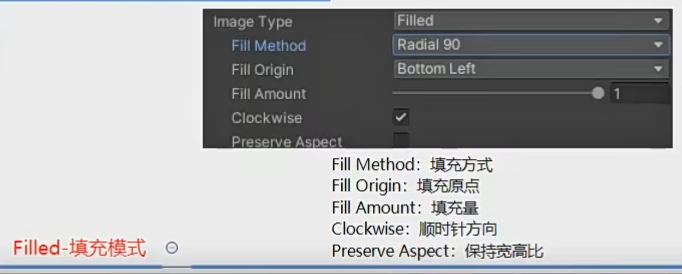 Image Type Filled
Fill Method Radial 90
Fill Origin Bottom Left
Fill Amount 1
Clockwise
Preserve Aspect
Fill Method：填充方式
Fill Origin：填充原点
Fill Amount：填充量
Clockwise：顺时针方向
Preserve Aspect：保持宽高比
Filled-填充模式